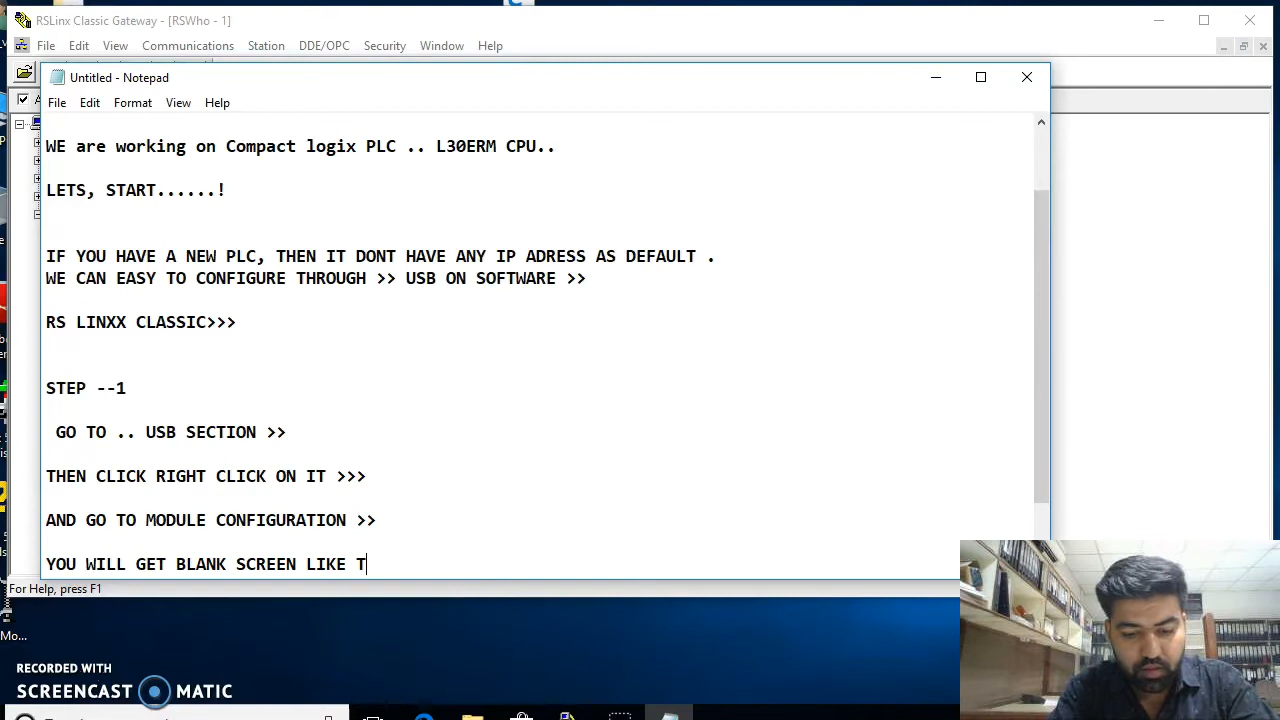 RSLinx Classic Gateway - [RSWho - 1]
File Edit View Communications Station DDE/OPC Security Window Help
Untitled - Notepad
File Edit Format View Help
WE are working on Compact logix PLC .. L30ERM CPU..
LETS, START......!
IF YOU HAVE A NEW PLC, THEN IT DONT HAVE ANY IP ADRESS AS DEFAULT .
WE CAN EASY TO CONFIGURE THROUGH >> USB ON SOFTWARE >>
RS LINXX CLASSIC>>>
STEP --1
GO TO .. USB SECTION >>
THEN CLICK RIGHT CLICK ON IT >>>
AND GO TO MODULE CONFIGURATION >>
YOU WILL GET BLANK SCREEN LIKE T
For Help, press F1
Mo...
RECORDED WITH
SCREENCAST MATIC